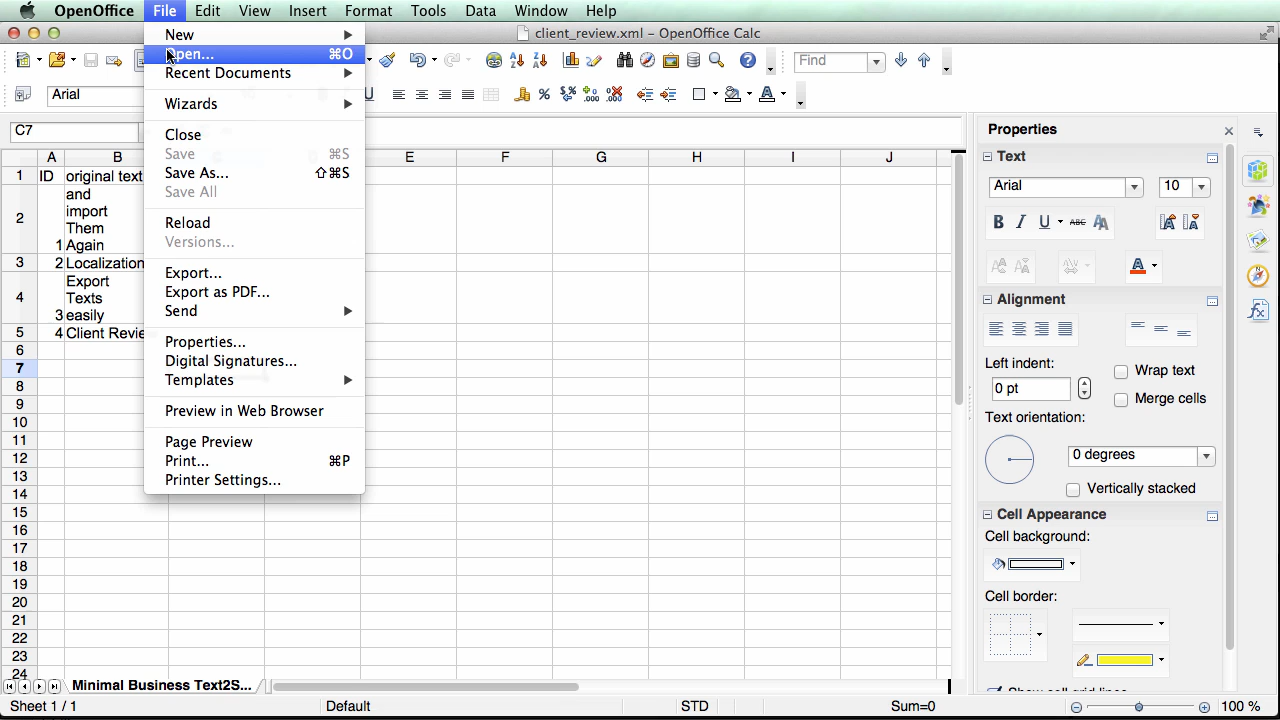 OpenOffice File Edit View Insert Format Tools Data Window Help
client_review.xml – OpenOffice Calc
New
Open... ⌘O
Recent Documents
Wizards
Close
Save ⌘S
Save As... ⇧⌘S
Save All
Reload
Versions...
Export...
Export as PDF...
Send
Properties...
Digital Signatures...
Templates
Preview in Web Browser
Page Preview
Print... ⌘P
Printer Settings...
Find
Arial
C7
A B E F G H I J
1 ID original text
2 1 and
import
Them
Again
3 2 Localization
4 3 Export
Texts
easily
5 4 Client Revie
6
7
8
9
10
11
12
13
14
15
16
17
18
19
20
21
22
23
24
Properties
Text
Arial 10
B I U ABC AA
Alignment
Left indent:
0 pt
Wrap text
Merge cells
Text orientation:
0 degrees
Vertically stacked
Cell Appearance
Cell background:
Cell border:
Show cell grid lines
Minimal Business Text2S...
Sheet 1 / 1 Default STD Sum=0 100 %